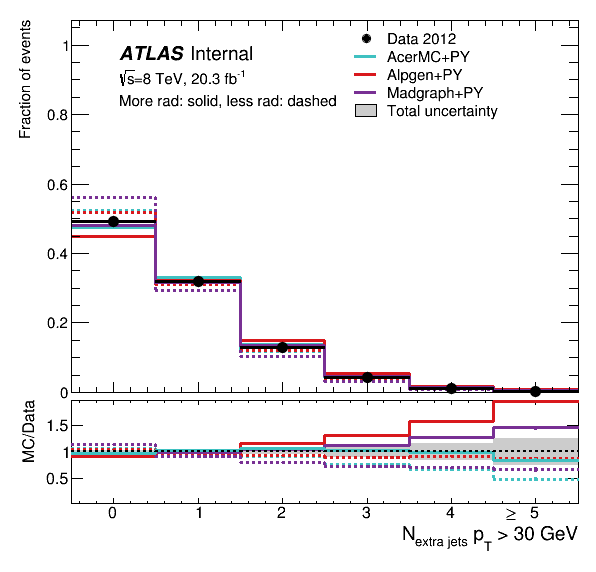 Fraction of events
1
0.8
0.6
0.4
0.2
0
ATLAS Internal
√s=8 TeV, 20.3 fb⁻¹
More rad: solid, less rad: dashed
Data 2012
AcerMC+PY
Alpgen+PY
Madgraph+PY
Total uncertainty
MC/Data
1.5
1
0.5
0 1 2 3 4 ≥ 5
N_extra jets p_T > 30 GeV